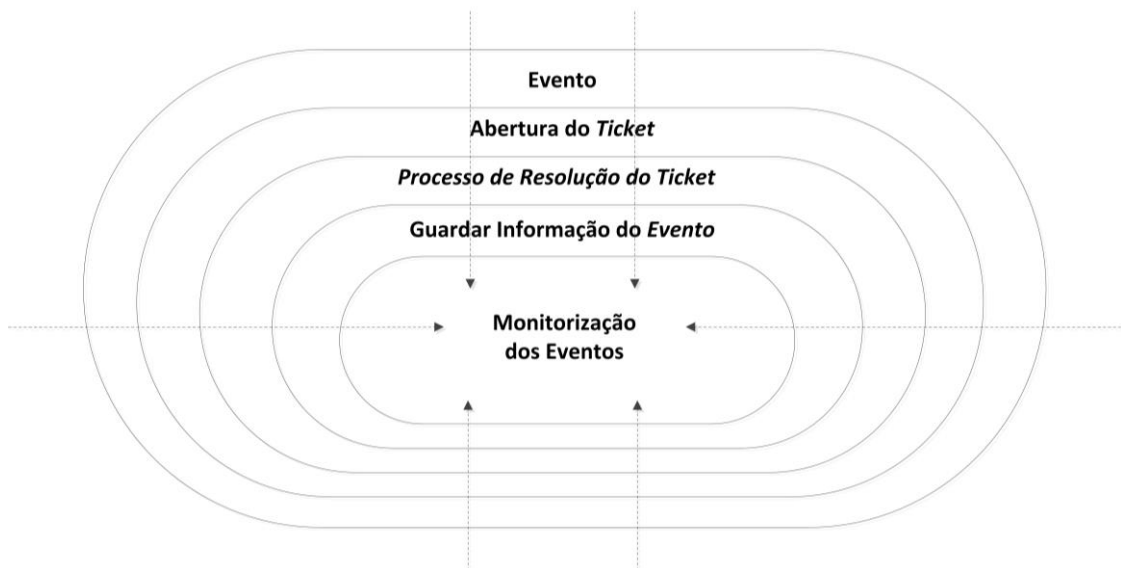 Evento
Abertura do Ticket
Processo de Resolução do Ticket
Guardar Informação do Evento
Monitorização
dos Eventos